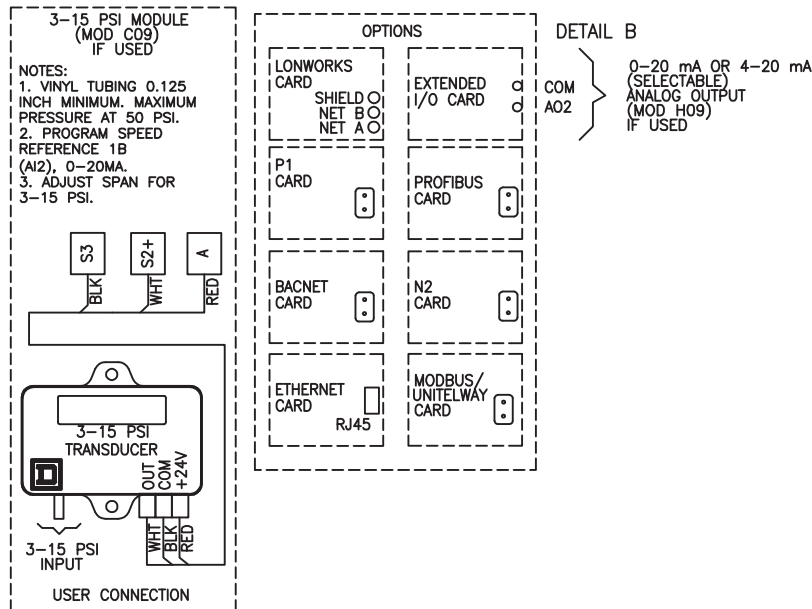 3-15 PSI MODULE
(MOD C09)
IF USED
NOTES:
1. VINYL TUBING 0.125
INCH MINIMUM. MAXIMUM
PRESSURE AT 50 PSI.
2. PROGRAM SPEED
REFERENCE 1B
(AI2), 0-20MA.
3. ADJUST SPAN FOR
3-15 PSI.
S3
S2+
A
BLK
WHT
RED
3-15 PSI
TRANSDUCER
D
OUT
COM
+24V
WHT
BLK
RED
3-15 PSI
INPUT
USER CONNECTION
OPTIONS
LONWORKS
CARD
SHIELD
NET B
NET A
EXTENDED
I/O CARD
P1
CARD
PROFIBUS
CARD
BACNET
CARD
N2
CARD
ETHERNET
CARD
RJ45
MODBUS/
UNITELWAY
CARD
DETAIL B
COM
AO2
0-20 mA OR 4-20 mA
(SELECTABLE)
ANALOG OUTPUT
(MOD H09)
IF USED